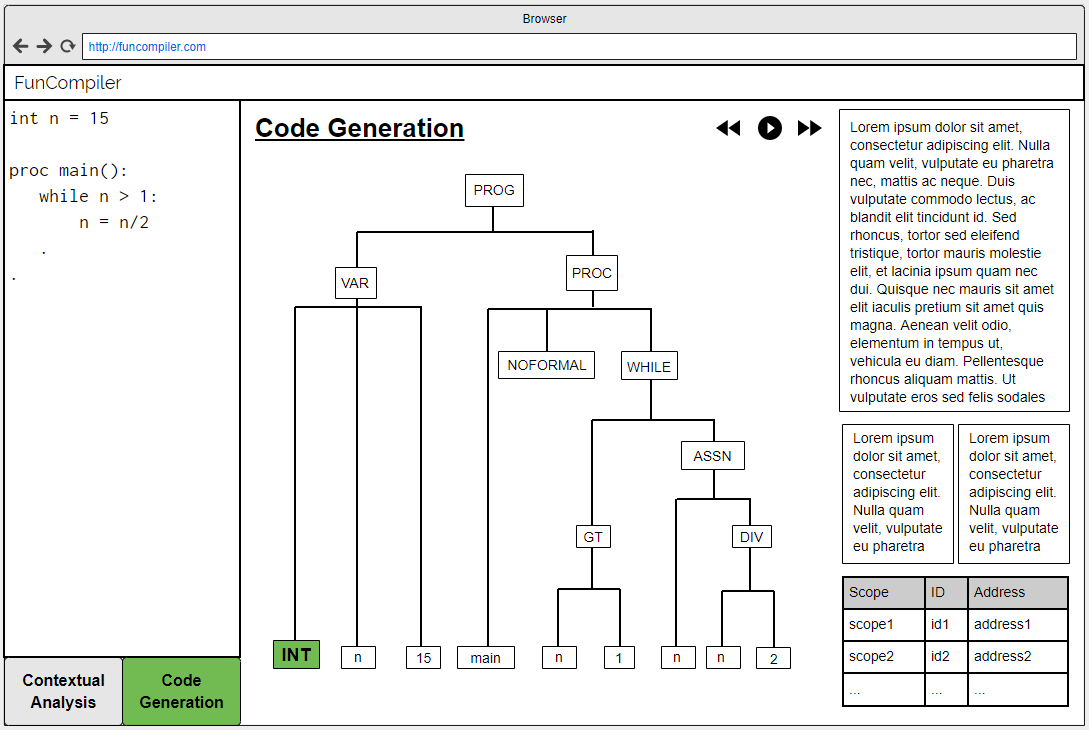 Browser
http://funcompiler.com
FunCompiler
int n = 15
proc main():
while n > 1:
n = n/2
.
.
Contextual
Analysis
Code
Generation
Code Generation
PROG
VAR
PROC
NOFORMAL
WHILE
ASSN
GT
DIV
INT
n
15
main
n
1
n
n
2
Lorem ipsum dolor sit amet,
consectetur adipiscing elit. Nulla
quam velit, vulputate eu pharetra
nec, mattis ac neque. Duis
vulputate commodo lectus, ac
blandit elit tincidunt id. Sed
rhoncus, tortor sed eleifend
tristique, tortor mauris molestie
elit, et lacinia ipsum quam nec
dui. Quisque nec mauris sit amet
elit iaculis pretium sit amet quis
magna. Aenean velit odio,
elementum in tempus ut,
vehicula eu diam. Pellentesque
rhoncus aliquam mattis. Ut
vulputate eros sed felis sodales
Lorem ipsum
dolor sit amet,
consectetur
adipiscing elit.
Nulla quam
velit, vulputate
eu pharetra
Lorem ipsum
dolor sit amet,
consectetur
adipiscing elit.
Nulla quam
velit, vulputate
eu pharetra
Scope ID Address
scope1 id1 address1
scope2 id2 address2
... ... ...